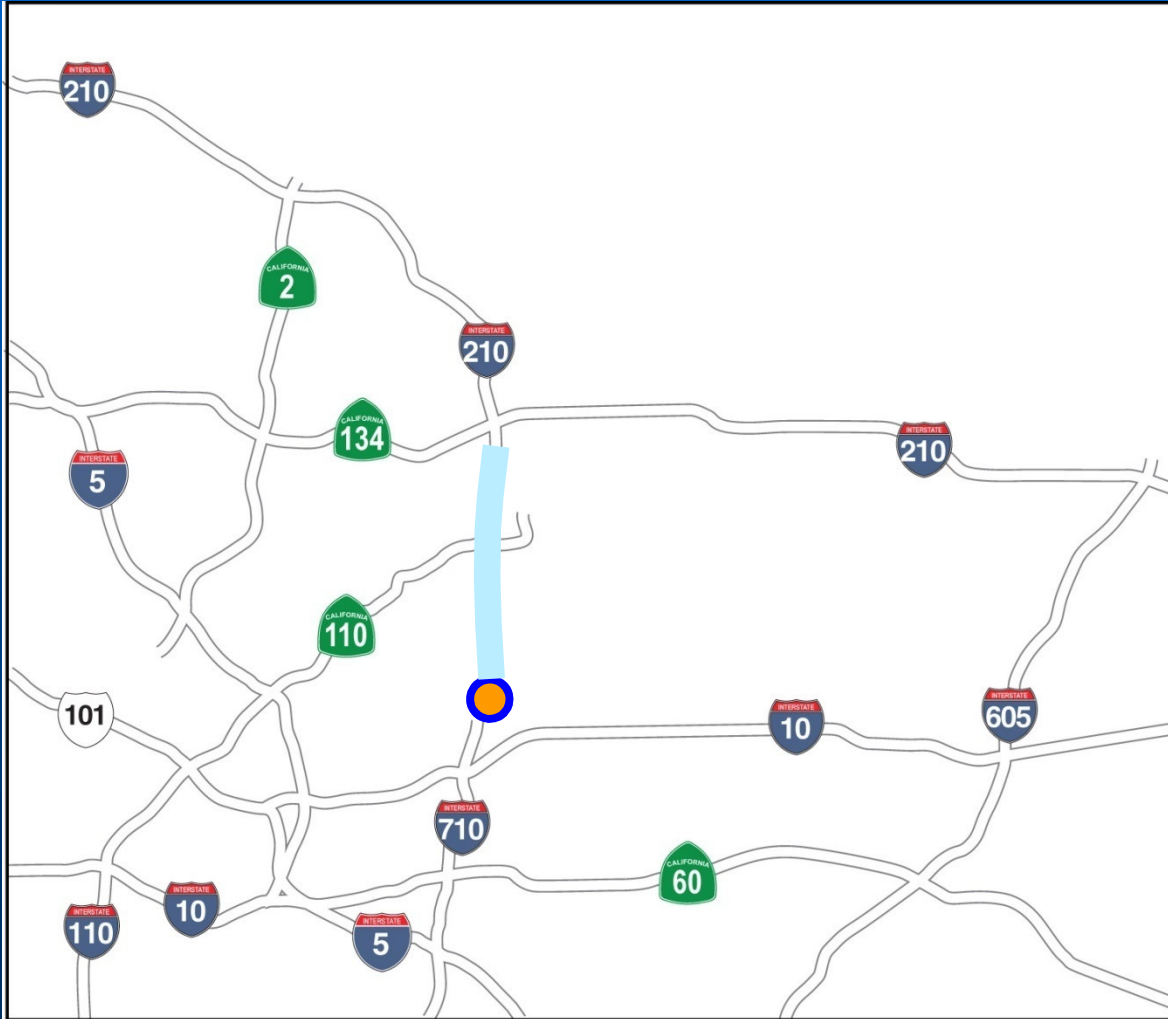 INTERSTATE
210
CALIFORNIA
2
INTERSTATE
210
CALIFORNIA
134
INTERSTATE
210
INTERSTATE
5
CALIFORNIA
110
101
INTERSTATE
10
INTERSTATE
605
INTERSTATE
710
CALIFORNIA
60
INTERSTATE
10
INTERSTATE
110
INTERSTATE
5